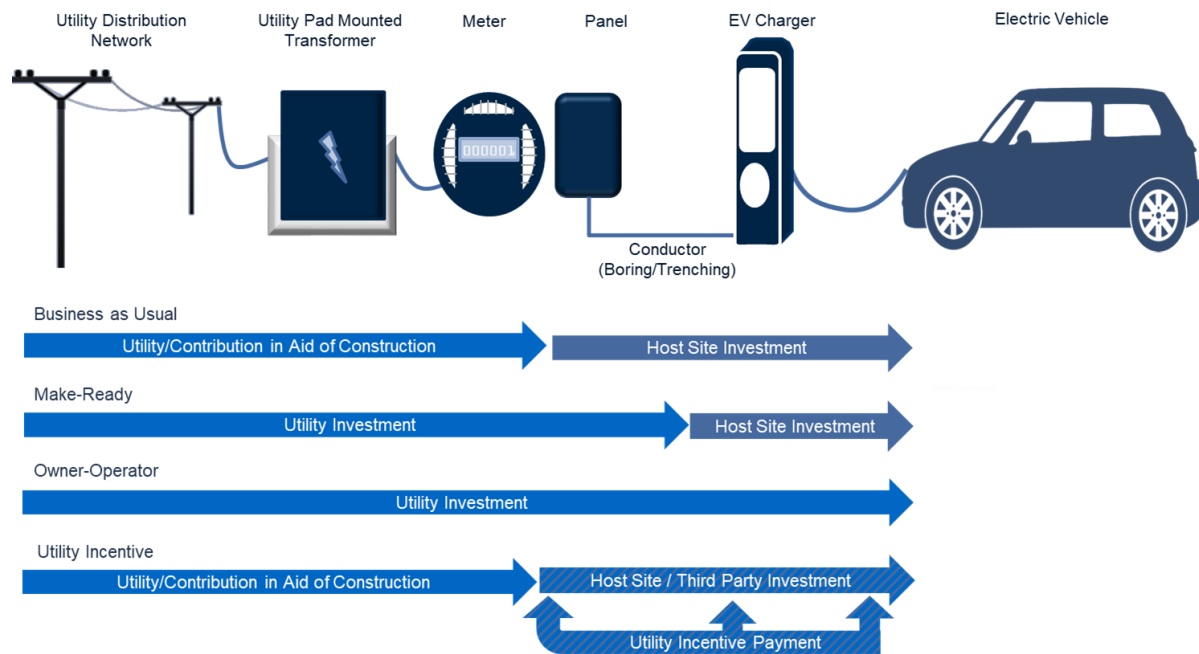 Utility Distribution
Network
Utility Pad Mounted
Transformer
Meter
Panel
EV Charger
Electric Vehicle
000001
Conductor
(Boring/Trenching)
Business as Usual
Utility/Contribution in Aid of Construction
Host Site Investment
Make-Ready
Utility Investment
Host Site Investment
Owner-Operator
Utility Investment
Utility Incentive
Utility/Contribution in Aid of Construction
Host Site / Third Party Investment
Utility Incentive Payment